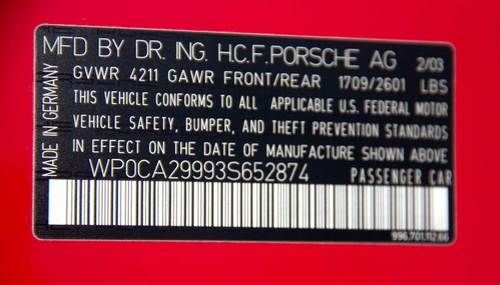 MFD BY DR. ING. H.C.F. PORSCHE AG 2/03
GVWR 4211 GAWR FRONT/REAR 1709/2601 LBS
THIS VEHICLE CONFORMS TO ALL APPLICABLE U.S. FEDERAL MOTOR
VEHICLE SAFETY, BUMPER, AND THEFT PREVENTION STANDARDS
IN EFFECT ON THE DATE OF MANUFACTURE SHOWN ABOVE
WP0CA29993S652874 PASSENGER CAR
MADE IN GERMANY
996.701.112.66